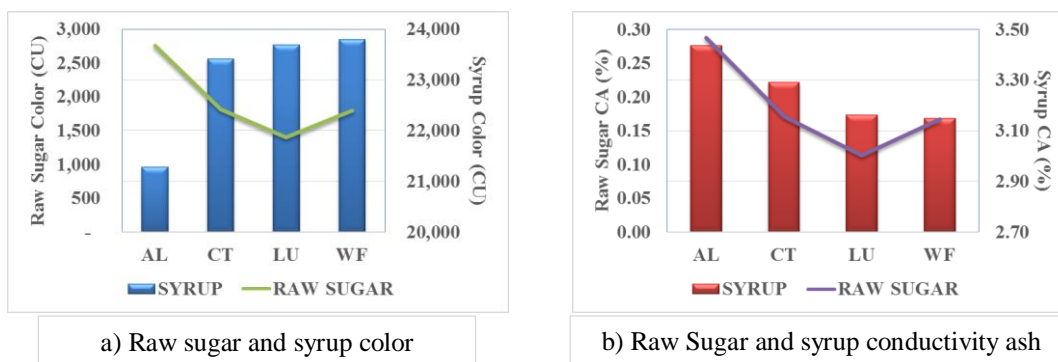 Raw Sugar Color (CU)
3,000
2,500
2,000
1,500
1,000
500
-
24,000
23,000
22,000
21,000
20,000
Syrup Color (CU)
AL CT LU WF
SYRUP RAW SUGAR
a) Raw sugar and syrup color
Raw Sugar CA (%)
0.30
0.25
0.20
0.15
0.10
0.05
0.00
3.50
3.30
3.10
2.90
2.70
Syrup CA (%)
AL CT LU WF
SYRUP RAW SUGAR
b) Raw Sugar and syrup conductivity ash